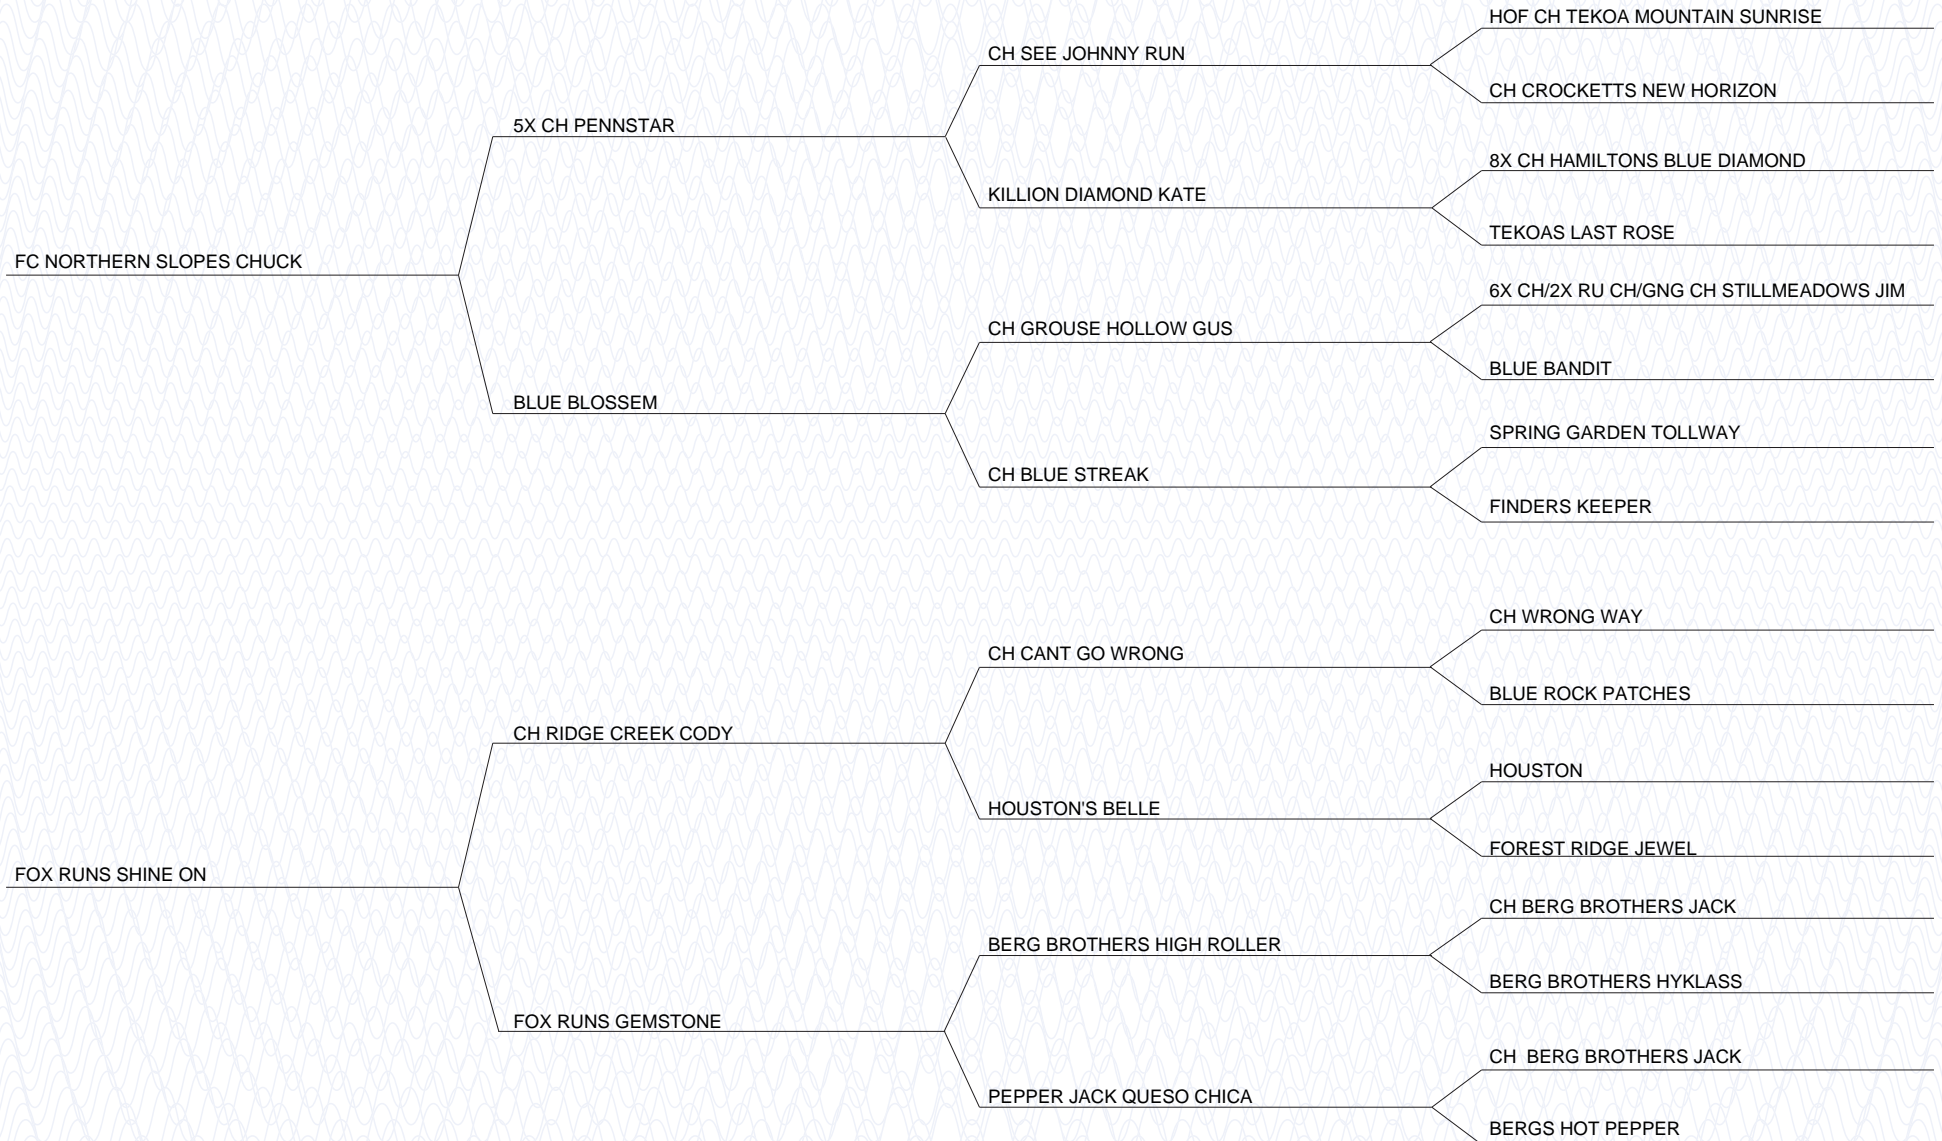 HOF CH TEKOA MOUNTAIN SUNRISE
CH SEE JOHNNY RUN
CH CROCKETTS NEW HORIZON
5X CH PENNSTAR
8X CH HAMILTONS BLUE DIAMOND
KILLION DIAMOND KATE
TEKOAS LAST ROSE
FC NORTHERN SLOPES CHUCK
6X CH/2X RU CH/GNG CH STILLMEADOWS JIM
CH GROUSE HOLLOW GUS
BLUE BANDIT
BLUE BLOSSEM
SPRING GARDEN TOLLWAY
CH BLUE STREAK
FINDERS KEEPER
CH WRONG WAY
CH CANT GO WRONG
BLUE ROCK PATCHES
CH RIDGE CREEK CODY
HOUSTON
HOUSTON'S BELLE
FOREST RIDGE JEWEL
FOX RUNS SHINE ON
CH BERG BROTHERS JACK
BERG BROTHERS HIGH ROLLER
BERG BROTHERS HYKLASS
FOX RUNS GEMSTONE
CH  BERG BROTHERS JACK
PEPPER JACK QUESO CHICA
BERGS HOT PEPPER